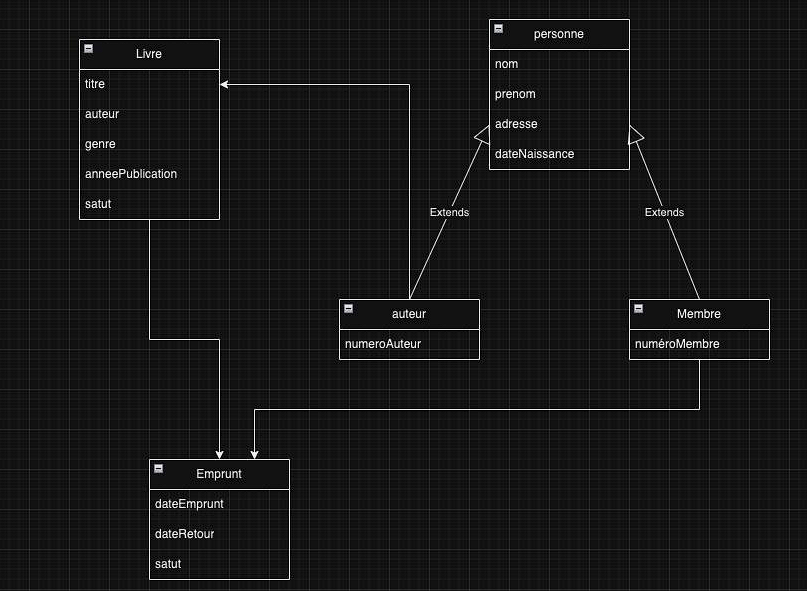 personne
nom
prenom
adresse
dateNaissance
Livre
titre
auteur
genre
anneePublication
satut
Extends
Extends
auteur
numeroAuteur
Membre
numéroMembre
Emprunt
dateEmprunt
dateRetour
satut